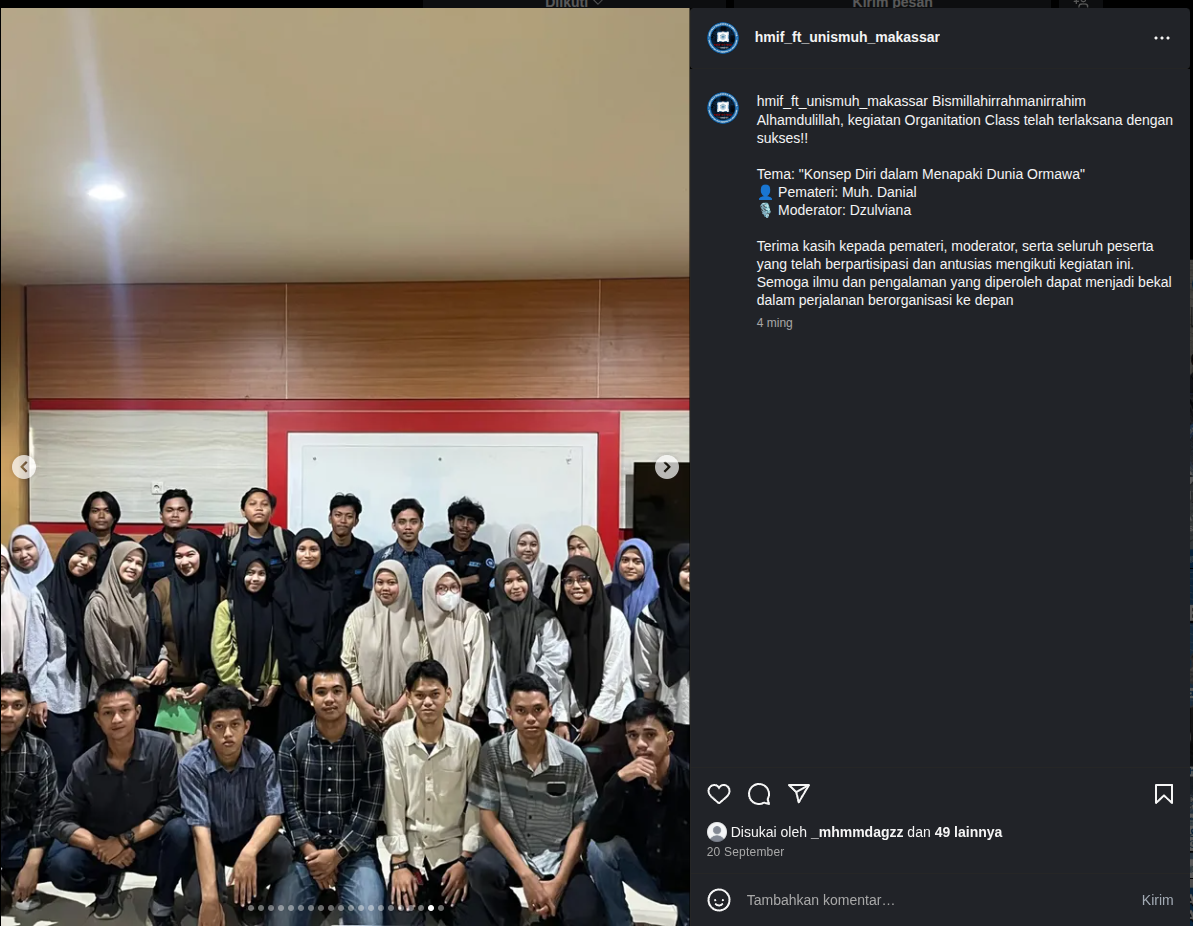 Diikuti
Kirim pesan
hmif_ft_unismuh_makassar
hmif_ft_unismuh_makassar Bismillahirrahmanirrahim
Alhamdulillah, kegiatan Organitation Class telah terlaksana dengan
sukses!!
Tema: "Konsep Diri dalam Menapaki Dunia Ormawa"
👤 Pemateri: Muh. Danial
🎙️ Moderator: Dzulviana
Terima kasih kepada pemateri, moderator, serta seluruh peserta
yang telah berpartisipasi dan antusias mengikuti kegiatan ini.
Semoga ilmu dan pengalaman yang diperoleh dapat menjadi bekal
dalam perjalanan berorganisasi ke depan
4 ming
Disukai oleh _mhmmdagzz dan 49 lainnya
20 September
Tambahkan komentar…
Kirim